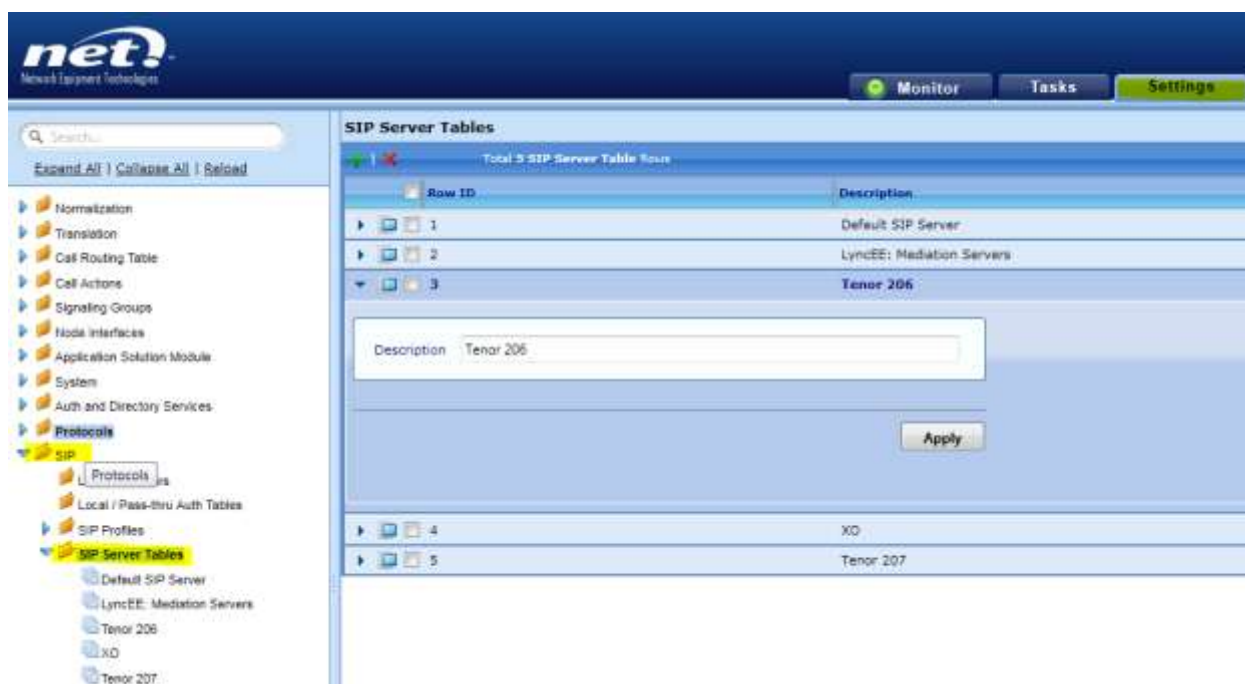 net!
Network Equipment Technologies
Monitor
Tasks
Settings
Search...
Expand All | Collapse All | Reload
Normalization
Translation
Call Routing Table
Call Actions
Signaling Groups
Node Interfaces
Application Solution Module
System
Auth and Directory Services
Protocols
SIP
Protocols
Local / Pass-thru Auth Tables
SIP Profiles
SIP Server Tables
Default SIP Server
LyncEE: Mediation Servers
Tenor 206
XO
Tenor 207
SIP Server Tables
Total 5 SIP Server Table Rows
Row ID Description
1 Default SIP Server
2 LyncEE: Mediation Servers
3 Tenor 206
Description Tenor 206
Apply
4 XO
5 Tenor 207